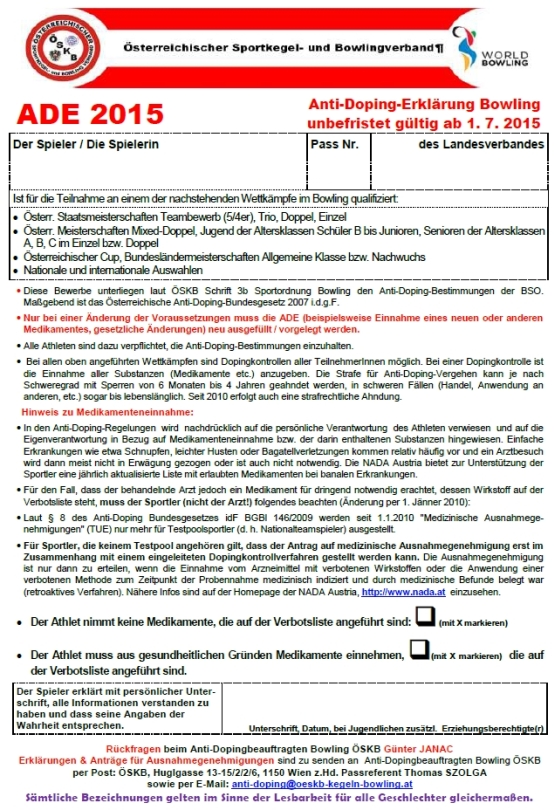 ÖSTERREICHISCHER
ÖSKB
SPORTKEGEL- UND BOWLINGVERBAND
Österreichischer Sportkegel- und Bowlingverband¶
WORLD
BOWLING
ADE 2015
Anti-Doping-Erklärung Bowling
unbefristet gültig ab 1. 7. 2015
Der Spieler / Die Spielerin
Pass Nr.
des Landesverbandes
Ist für die Teilnahme an einem der nachstehenden Wettkämpfe im Bowling qualifiziert:
• Österr. Staatsmeisterschaften Teambewerb (5/4er), Trio, Doppel, Einzel
• Österr. Meisterschaften Mixed-Doppel, Jugend der Altersklassen Schüler B bis Junioren, Senioren der Altersklassen
A, B, C im Einzel bzw. Doppel
• Österreichischer Cup, Bundesländermeisterschaften Allgemeine Klasse bzw. Nachwuchs
• Nationale und internationale Auswahlen
• Diese Bewerbe unterliegen laut ÖSKB Schrift 3b Sportordnung Bowling den Anti-Doping-Bestimmungen der BSO.
Maßgebend ist das Österreichische Anti-Doping-Bundesgesetz 2007 i.d.g.F.
• Nur bei einer Änderung der Voraussetzungen muss die ADE (beispielsweise Einnahme eines neuen oder anderen
Medikamentes, gesetzliche Änderungen) neu ausgefüllt / vorgelegt werden.
• Alle Athleten sind dazu verpflichtet, die Anti-Doping-Bestimmungen einzuhalten.
• Bei allen oben angeführten Wettkämpfen sind Dopingkontrollen aller TeilnehmerInnen möglich. Bei einer Dopingkontrolle ist
die Einnahme aller Substanzen (Medikamente etc.) anzugeben. Die Strafe für Anti-Doping-Vergehen kann je nach
Schweregrad mit Sperren von 6 Monaten bis 4 Jahren geahndet werden, in schweren Fällen (Handel, Anwendung an
anderen, etc.) sogar bis lebenslänglich. Seit 2010 erfolgt auch eine strafrechtliche Ahndung.
Hinweis zu Medikamenteneinnahme:
• In den Anti-Doping-Regelungen wird nachdrücklich auf die persönliche Verantwortung des Athleten verwiesen und auf die
Eigenverantwortung in Bezug auf Medikamenteneinnahme bzw. der darin enthaltenen Substanzen hingewiesen. Einfache
Erkrankungen wie etwa Schnupfen, leichter Husten oder Bagatellverletzungen kommen relativ häufig vor und ein Arztbesuch
wird dann meist nicht in Erwägung gezogen oder ist auch nicht notwendig. Die NADA Austria bietet zur Unterstützung der
Sportler eine jährlich aktualisierte Liste mit erlaubten Medikamenten bei banalen Erkrankungen.
• Für den Fall, dass der behandelnde Arzt jedoch ein Medikament für dringend notwendig erachtet, dessen Wirkstoff auf der
Verbotsliste steht, muss der Sportler (nicht der Arzt!) folgendes beachten (Änderung per 1. Jänner 2010):
• Laut § 8 des Anti-Doping Bundesgesetzes idF BGBl 146/2009 werden seit 1.1.2010 "Medizinische Ausnahmege-
nehmigungen" (TUE) nur mehr für Testpoolsportler (d. h. Nationalteamspieler) ausgestellt.
• Für Sportler, die keinem Testpool angehören gilt, dass der Antrag auf medizinische Ausnahmegenehmigung erst im
Zusammenhang mit einem eingeleiteten Dopingkontrollverfahren gestellt werden kann. Die Ausnahmegenehmigung
ist nur dann zu erteilen, wenn die Einnahme vom Arzneimittel mit verbotenen Wirkstoffen oder die Anwendung einer
verbotenen Methode zum Zeitpunkt der Probennahme medizinisch indiziert und durch medizinische Befunde belegt war
(retroaktives Verfahren). Nähere Infos sind auf der Homepage der NADA Austria, http://www.nada.at einzusehen.
• Der Athlet nimmt keine Medikamente, die auf der Verbotsliste angeführt sind: (mit X markieren)
• Der Athlet muss aus gesundheitlichen Gründen Medikamente einnehmen, (mit X markieren) die auf
der Verbotsliste angeführt sind.
Der Spieler erklärt mit persönlicher Unter-
schrift, alle Informationen verstanden zu
haben und dass seine Angaben der
Wahrheit entsprechen.
Unterschrift, Datum, bei Jugendlichen zusätzl. Erziehungsberechtigte(r)
Rückfragen beim Anti-Dopingbeauftragten Bowling ÖSKB Günter JANAC
Erklärungen & Anträge für Ausnahmegenehmigungen sind zu senden an Anti-Dopingbeauftragten Bowling ÖSKB
per Post: ÖSKB, Huglgasse 13-15/2/2/6, 1150 Wien z.Hd. Passreferent Thomas SZOLGA
sowie per E-Mail: anti-doping@oeskb-kegeln-bowling.at
Sämtliche Bezeichnungen gelten im Sinne der Lesbarkeit für alle Geschlechter gleichermaßen.